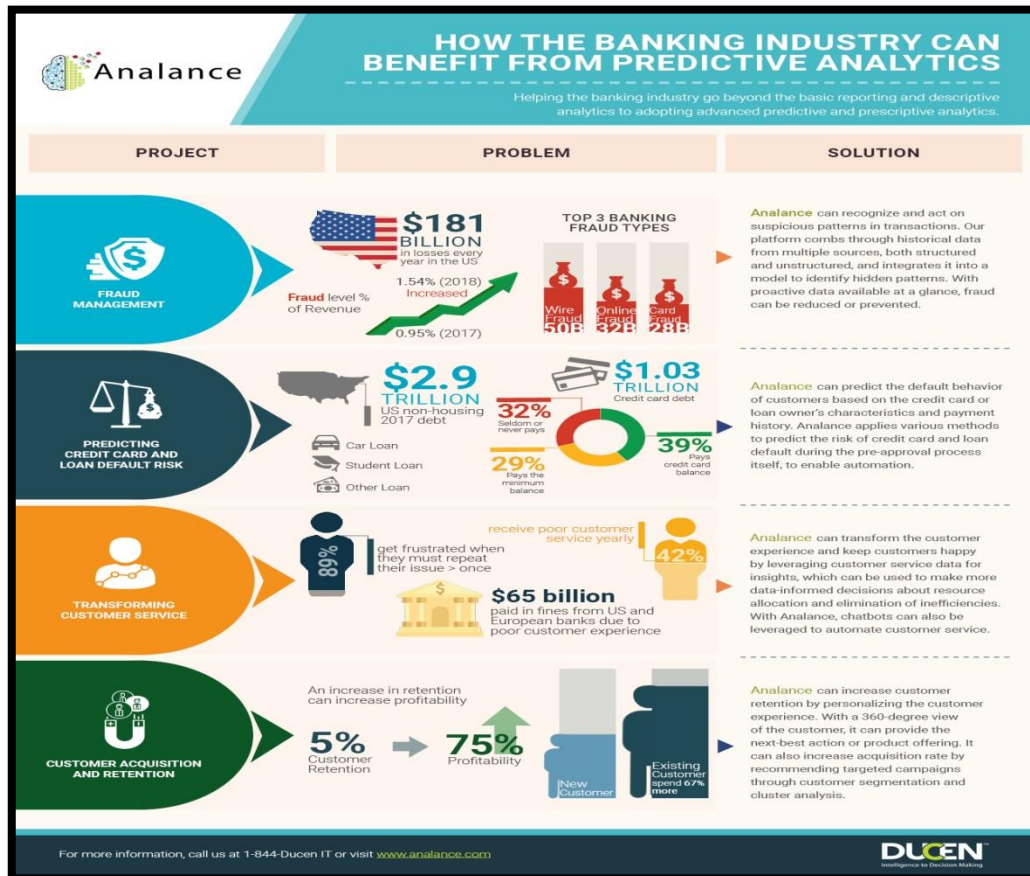 Analance
HOW THE BANKING INDUSTRY CAN
BENEFIT FROM PREDICTIVE ANALYTICS
Helping the banking industry go beyond the basic reporting and descriptive
analytics to adopting advanced predictive and prescriptive analytics.
PROJECT
PROBLEM
SOLUTION
FRAUD
MANAGEMENT
$181
BILLION
in losses every
year in the US
1.54% (2018)
Increased
Fraud level %
of Revenue
0.95% (2017)
TOP 3 BANKING
FRAUD TYPES
Wire
Fraud
50B
Online
Fraud
32B
Card
Fraud
28B
Analance can recognize and act on
suspicious patterns in transactions. Our
platform combs through historical data
from multiple sources, both structured
and unstructured, and integrates it into a
model to identify hidden patterns. With
proactive data available at a glance, fraud
can be reduced or prevented.
PREDICTING
CREDIT CARD AND
LOAN DEFAULT RISK
$2.9
TRILLION
US non-housing
2017 debt
Car Loan
Student Loan
Other Loan
$1.03
TRILLION
Credit card debt
32%
Seldom or
never pays
29%
Pays the
minimum
balance
39%
Pays
credit card
balance
Analance can predict the default behavior
of customers based on the credit card or
loan owner's characteristics and payment
history. Analance applies various methods
to predict the risk of credit card and loan
default during the pre-approval process
itself, to enable automation.
TRANSFORMING
CUSTOMER SERVICE
89%
get frustrated when
they must repeat
their issue > once
receive poor customer
service yearly
42%
$65 billion
paid in fines from US and
European banks due to
poor customer experience
Analance can transform the customer
experience and keep customers happy
by leveraging customer service data for
insights, which can be used to make more
data-informed decisions about resource
allocation and elimination of inefficiencies.
With Analance, chatbots can also be
leveraged to automate customer service.
CUSTOMER ACQUISITION
AND RETENTION
An increase in retention
can increase profitability
5%
Customer
Retention
75%
Profitability
New
Customer
Existing
Customer
spend 67%
more
Analance can increase customer
retention by personalizing the customer
experience. With a 360-degree view
of the customer, it can provide the
next-best action or product offering. It
can also increase acquisition rate by
recommending targeted campaigns
through customer segmentation and
cluster analysis.
For more information, call us at 1-844-Ducen IT or visit www.analance.com
DUCEN™
Intelligence to Decision Making